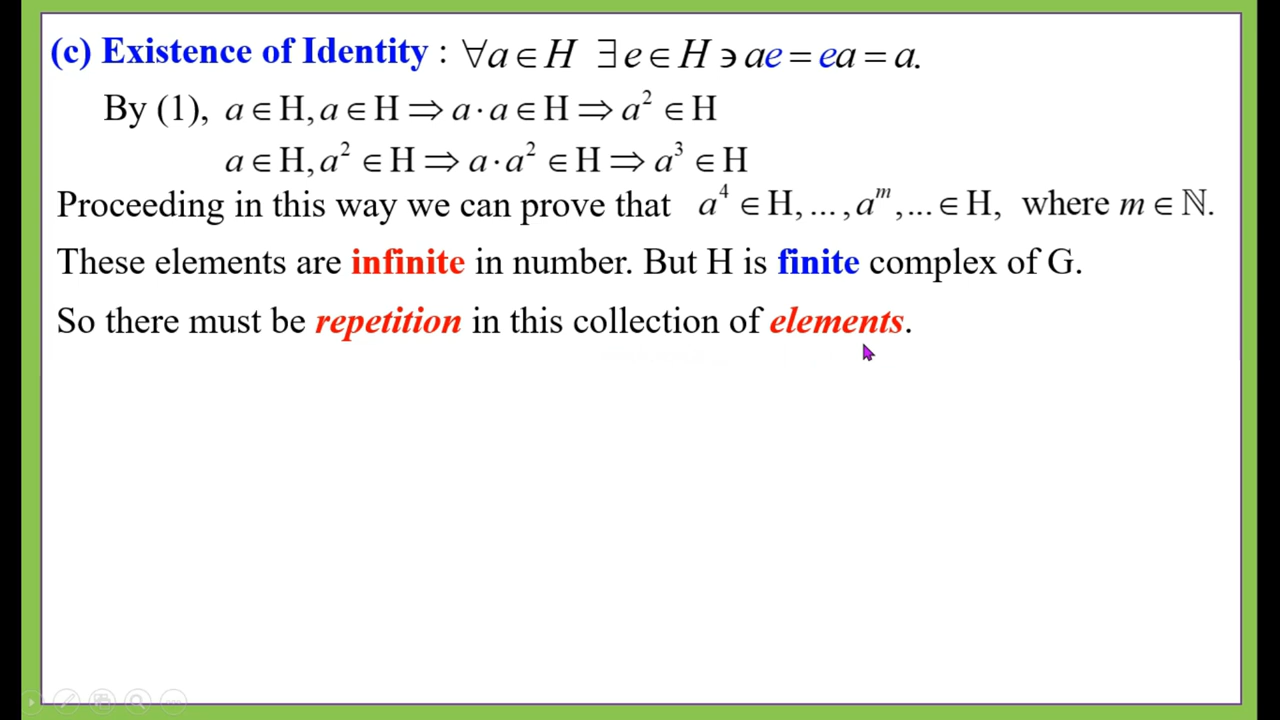 (c) Existence of Identity : ∀a ∈ H ∃ e ∈ H ∋ ae = ea = a.
By (1), a ∈ H, a ∈ H ⇒ a · a ∈ H ⇒ a² ∈ H
a ∈ H, a² ∈ H ⇒ a · a² ∈ H ⇒ a³ ∈ H
Proceeding in this way we can prove that a⁴ ∈ H, ... , aᵐ , ... ∈ H, where m ∈ ℕ.
These elements are infinite in number. But H is finite complex of G.
So there must be repetition in this collection of elements.